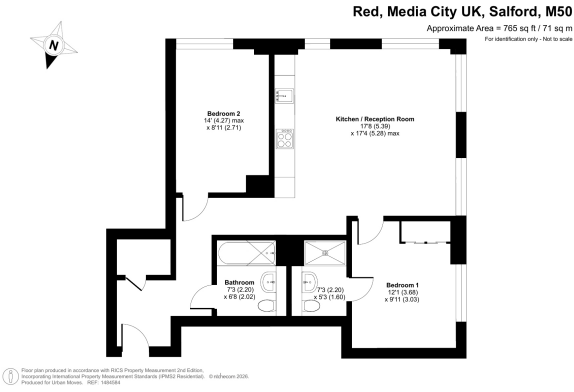 Red, Media City UK, Salford, M50
Approximate Area = 765 sq ft / 71 sq m
For identification only - Not to scale
N
Bedroom 2
14' (4.27) max
x 8'11 (2.71)
Kitchen / Reception Room
17'8 (5.39)
x 17'4 (5.28) max
Bathroom
7'3 (2.20)
x 6'8 (2.02)
7'3 (2.20)
x 5'3 (1.60)
Bedroom 1
12'1 (3.68)
x 9'11 (3.03)
Floor plan produced in accordance with RICS Property Measurement 2nd Edition,
Incorporating International Property Measurement Standards (IPMS2 Residential). © nichecom 2026.
Produced for Urban Moves. REF: 1484584